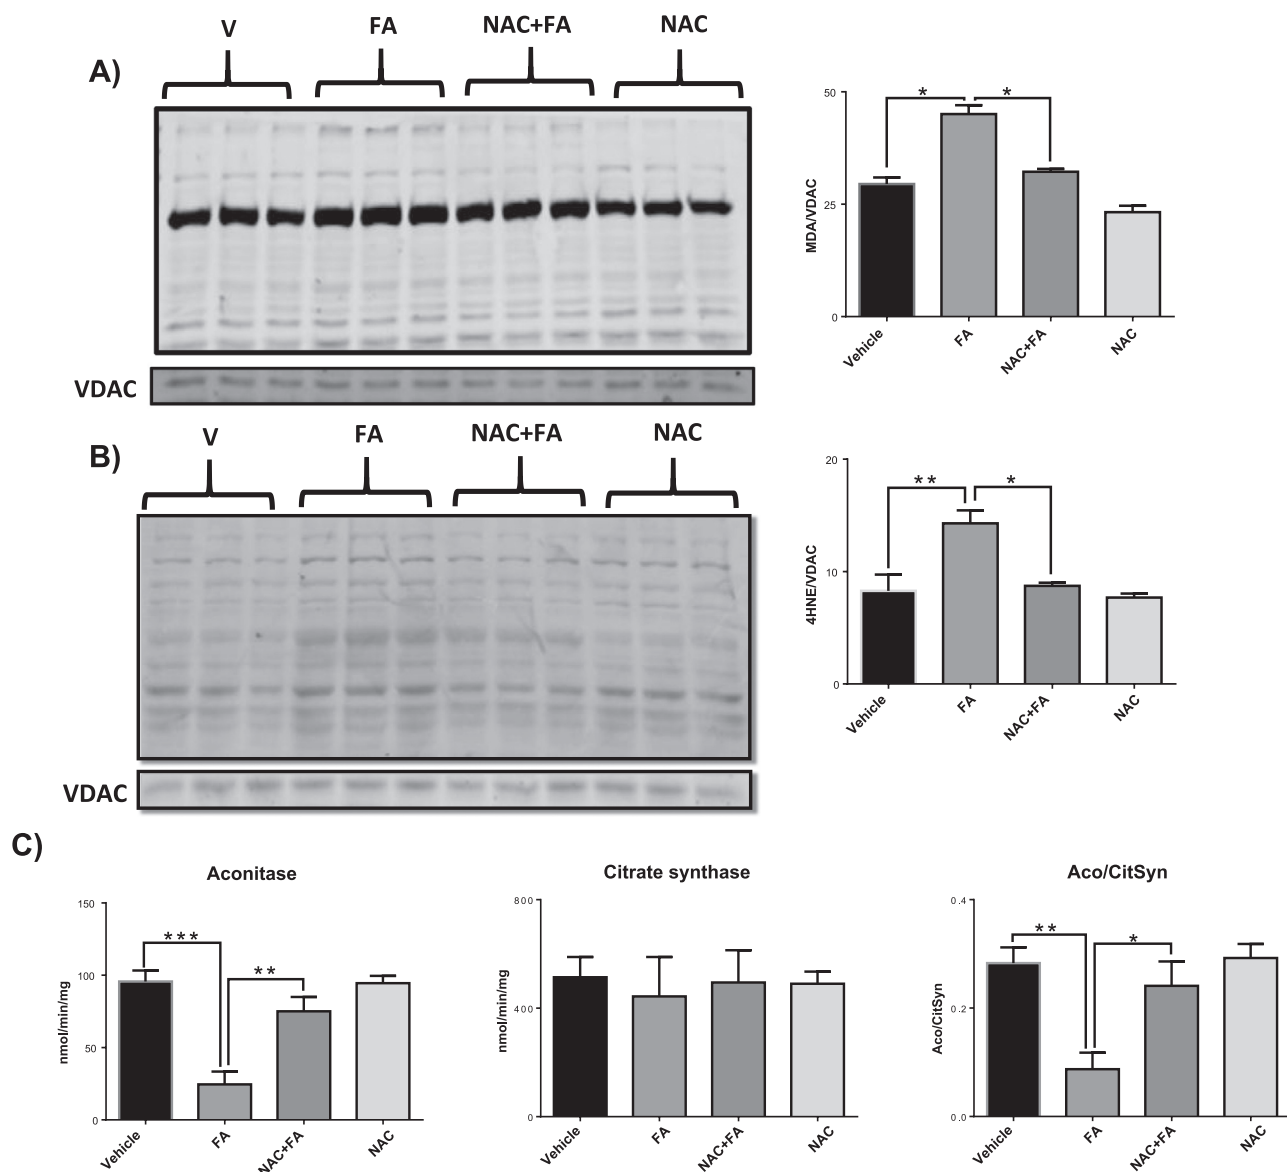 A)
V FA NAC+FA NAC
VDAC
50
25
0
MDA/VDAC
* *
Vehicle FA NAC+FA NAC
B)
V FA NAC+FA NAC
VDAC
20
10
0
4HNE/VDAC
** *
Vehicle FA NAC+FA NAC
C)
Aconitase
150
100
50
0
nmol/min/mg
*** **
Vehicle FA NAC+FA NAC
Citrate synthase
800
400
0
nmol/min/mg
Vehicle FA NAC+FA NAC
Aco/CitSyn
0.4
0.2
0.0
Aco/CitSyn
** *
Vehicle FA NAC+FA NAC